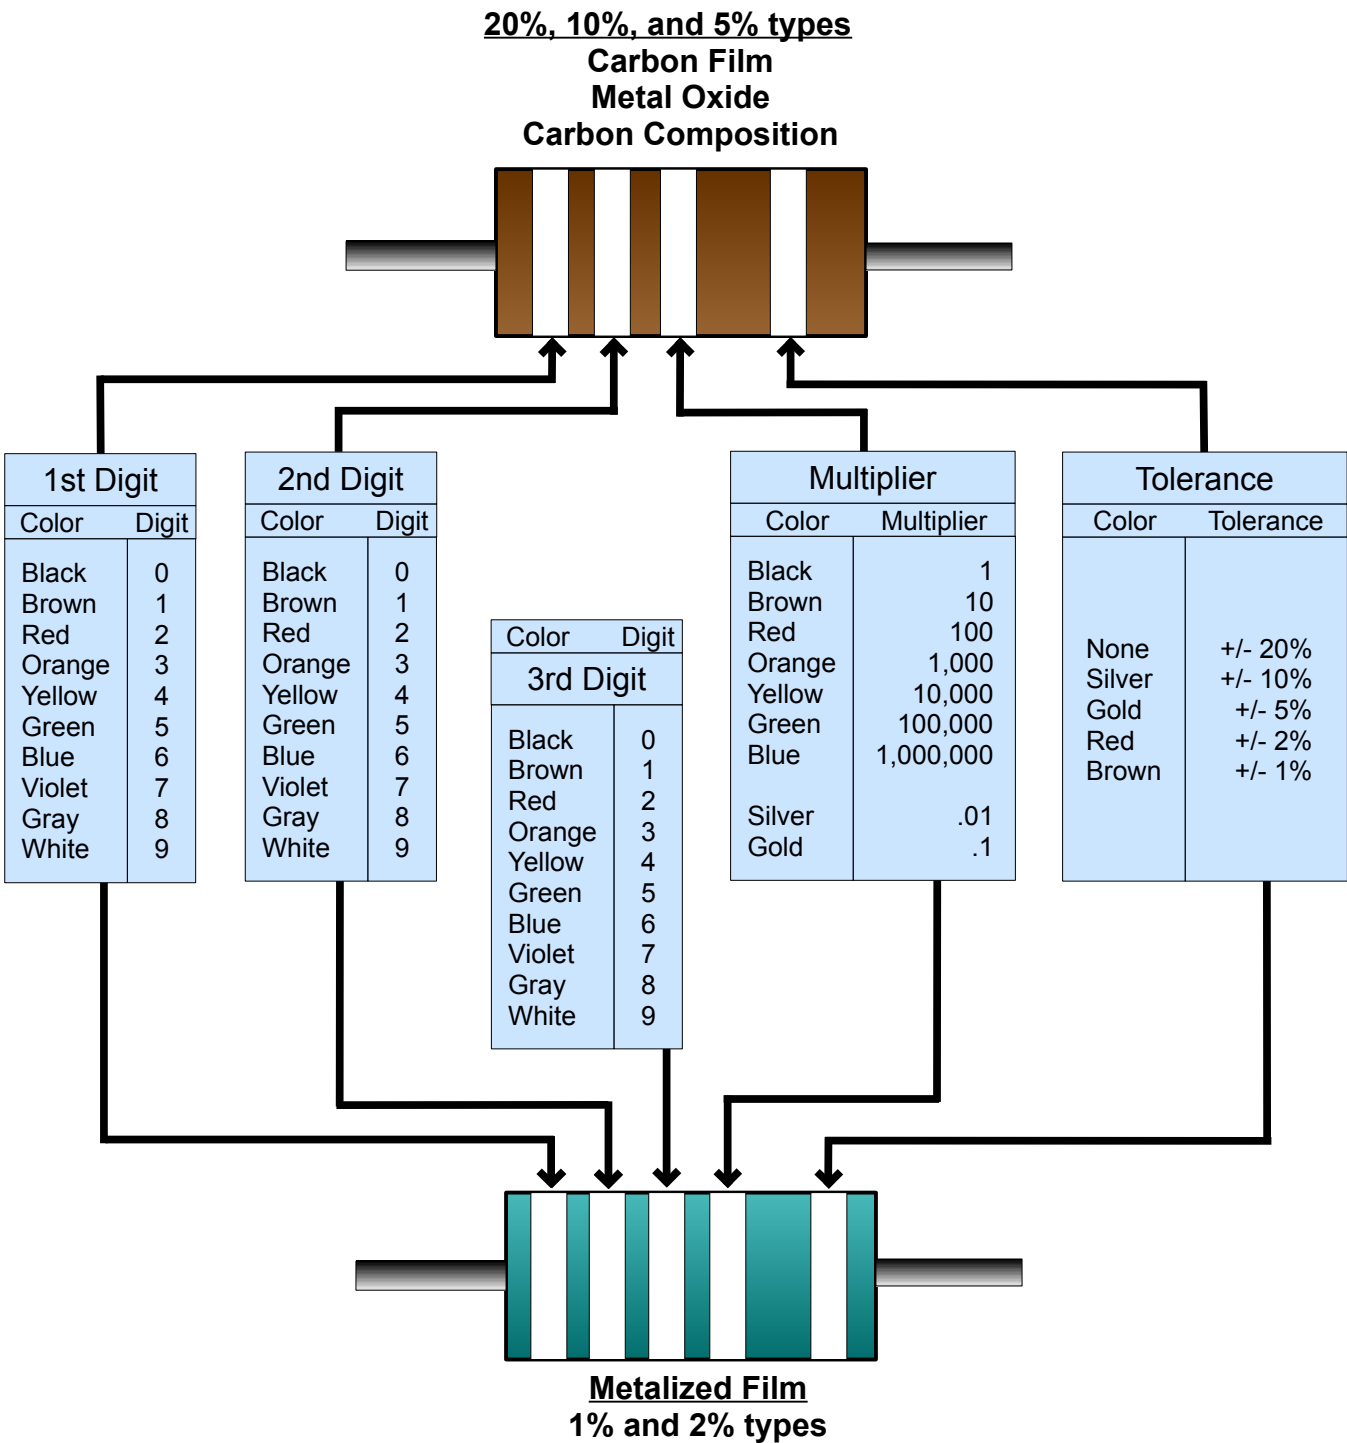 20%, 10%, and 5% types
Carbon Film
Metal Oxide
Carbon Composition
1st Digit
Color Digit
Black 0
Brown 1
Red 2
Orange 3
Yellow 4
Green 5
Blue 6
Violet 7
Gray 8
White 9
2nd Digit
Color Digit
Black 0
Brown 1
Red 2
Orange 3
Yellow 4
Green 5
Blue 6
Violet 7
Gray 8
White 9
Color Digit
3rd Digit
Black 0
Brown 1
Red 2
Orange 3
Yellow 4
Green 5
Blue 6
Violet 7
Gray 8
White 9
Multiplier
Color Multiplier
Black 1
Brown 10
Red 100
Orange 1,000
Yellow 10,000
Green 100,000
Blue 1,000,000
Silver .01
Gold .1
Tolerance
Color Tolerance
None +/- 20%
Silver +/- 10%
Gold +/- 5%
Red +/- 2%
Brown +/- 1%
Metalized Film
1% and 2% types